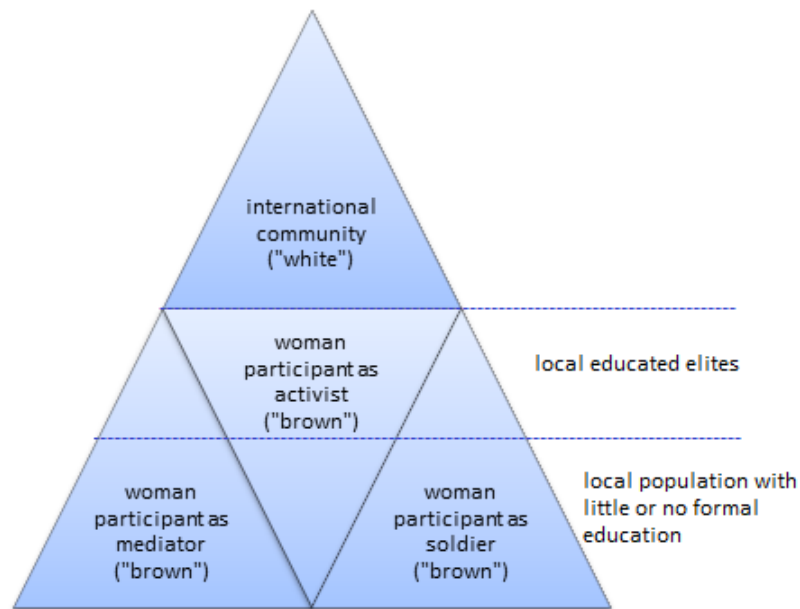 international
community
("white")
woman
participant as
activist
("brown")
local educated elites
woman
participant as
mediator
("brown")
woman
participant as
soldier
("brown")
local population with
little or no formal
education